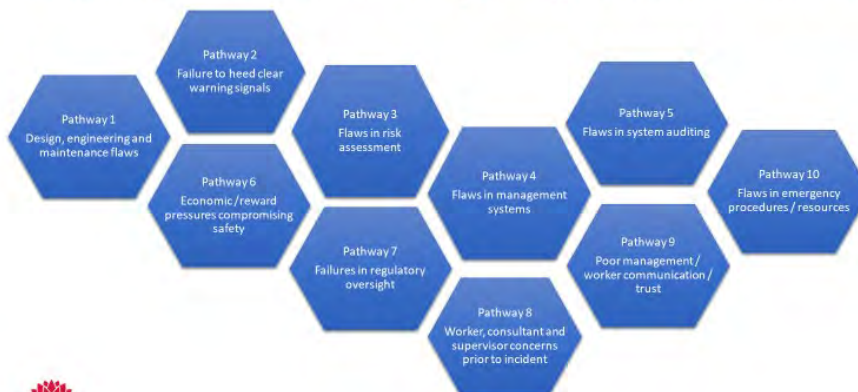 Pathway 1
Design, engineering and
maintenance flaws
Pathway 2
Failure to heed clear
warning signals
Pathway 3
Flaws in risk
assessment
Pathway 4
Flaws in management
systems
Pathway 5
Flaws in system auditing
Pathway 6
Economic /reward
pressures compromising
safety
Pathway 7
Failures in regulatory
oversight
Pathway 8
Worker, consultant and
supervisor concerns
prior to incident
Pathway 9
Poor management /
worker communication /
trust
Pathway 10
Flaws in emergency
procedures / resources